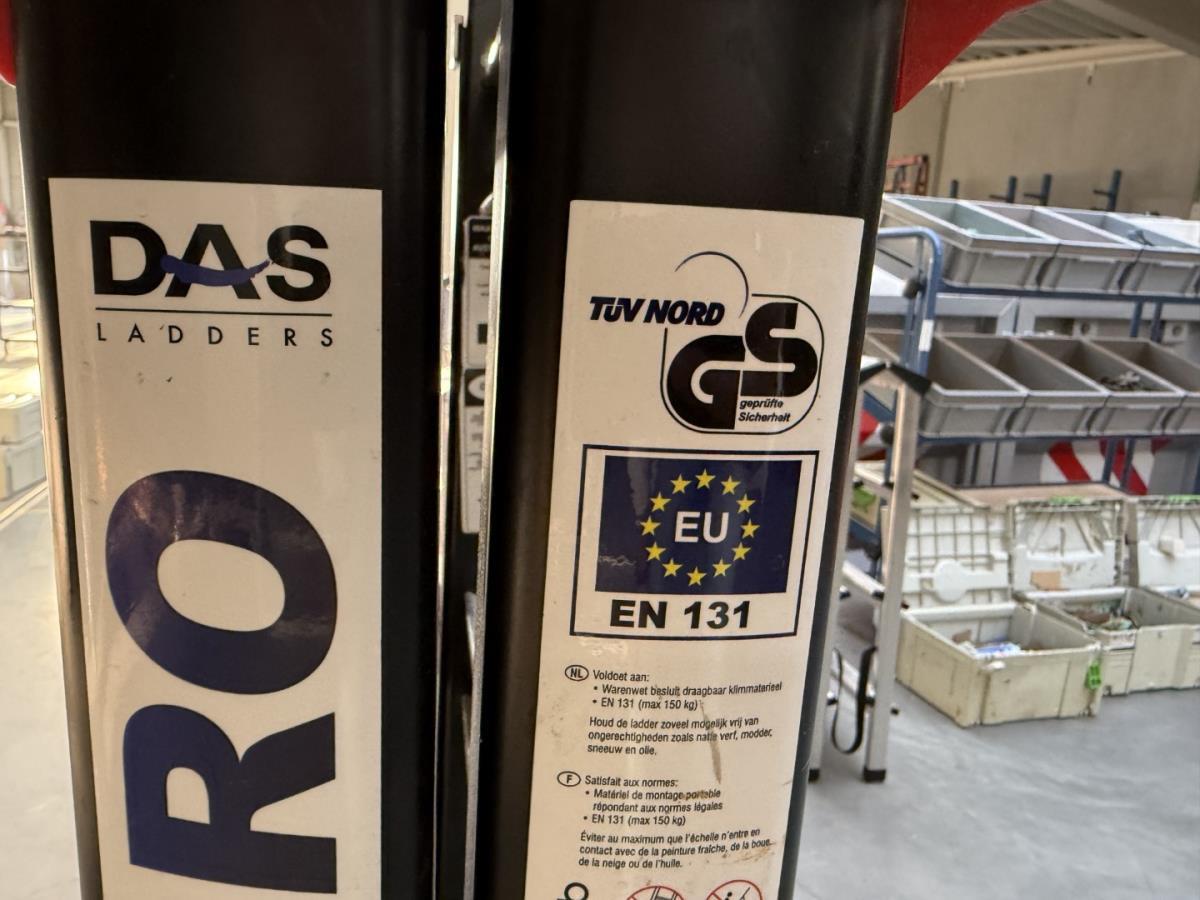 DAS
LADDERS
RO
TÜV NORD
GS
geprüfte
Sicherheit
EU
EN 131
NL Voldoet aan:
• Warenwet besluit draagbaar klimmaterieel
• EN 131 (max 150 kg)
Houd de ladder zoveel mogelijk vrij van
ongerechtigheden zoals natte verf, modder,
sneeuw en olie.
F Satisfait aux normes:
• Matériel de montage portable
répondant aux normes légales
• EN 131 (max 150 kg)
Éviter au maximum que l'échelle n'entre en
contact avec de la peinture fraîche, de la boue,
de la neige ou de l'huile.